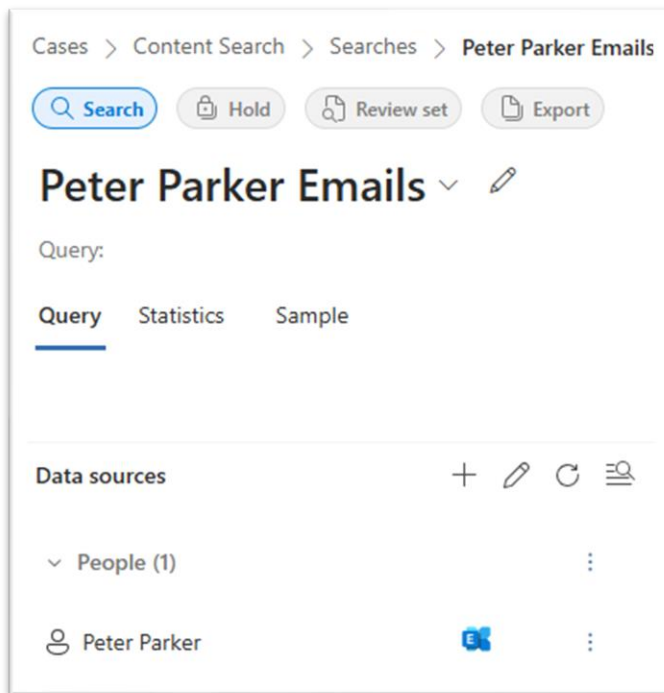 Cases > Content Search > Searches > Peter Parker Emails
Search Hold Review set Export
Peter Parker Emails
Query:
Query Statistics Sample
Data sources
People (1)
Peter Parker E